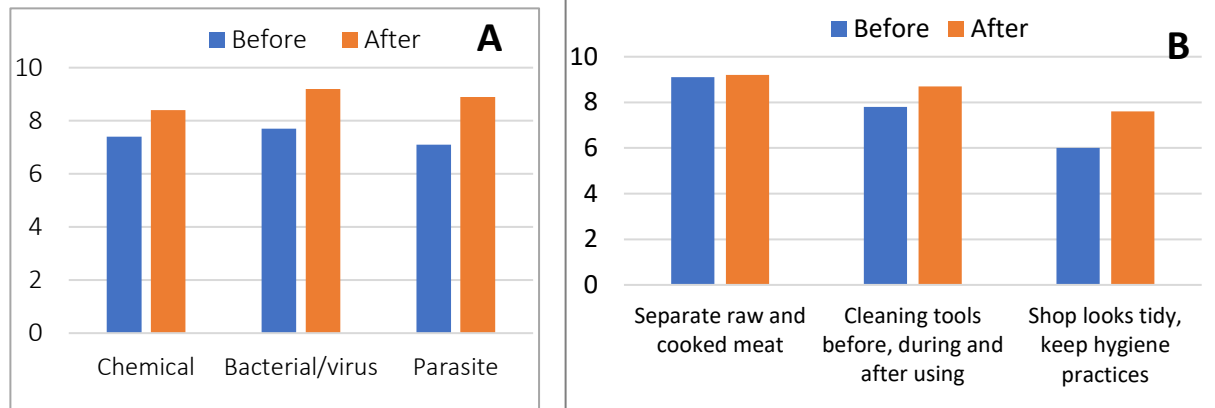 Before After A
10
8
6
4
2
0
Chemical Bacterial/virus Parasite
Before After
B
10
8
6
4
2
0
Separate raw and
cooked meat
Cleaning tools
before, during and
after using
Shop looks tidy,
keep hygiene
practices